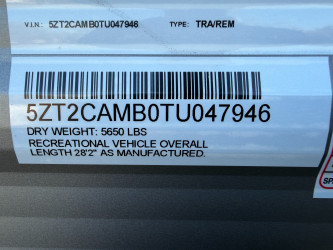 V.I.N.: 5ZT2CAMB0TU047946 TYPE: TRA/REM
5ZT2CAMB0TU047946
DRY WEIGHT: 5650 LBS
RECREATIONAL VEHICLE OVERALL
LENGTH 28'2" AS MANUFACTURED.